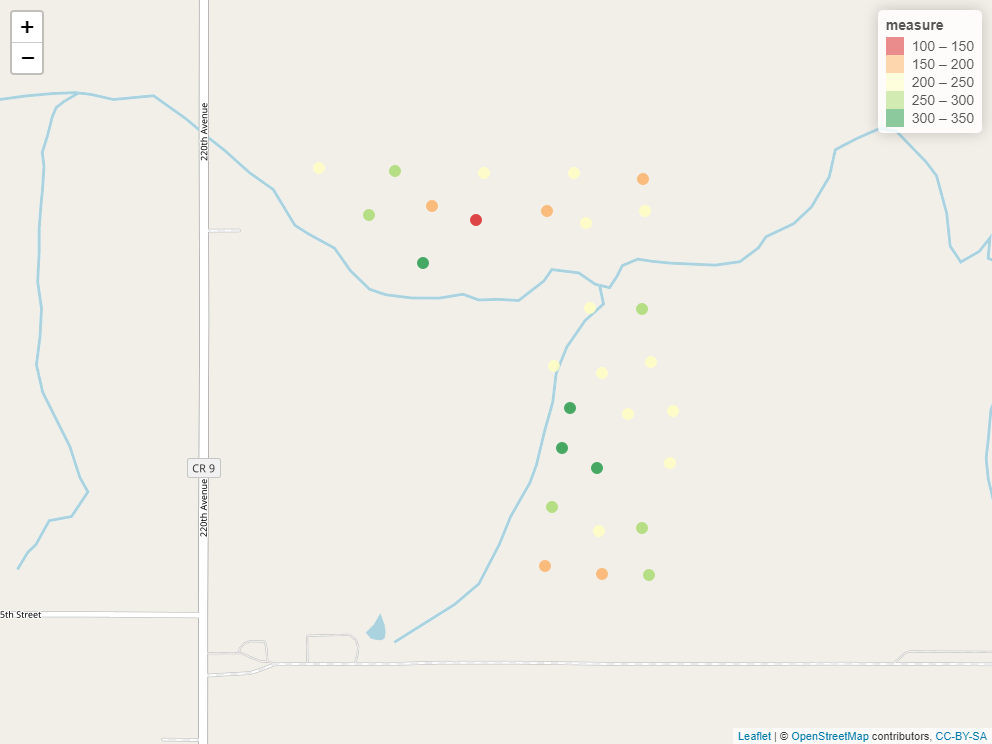 +
−
measure
100 – 150
150 – 200
200 – 250
250 – 300
300 – 350
220th Avenue
CR 9
220th Avenue
5th Street
Leaflet | © OpenStreetMap contributors, CC-BY-SA